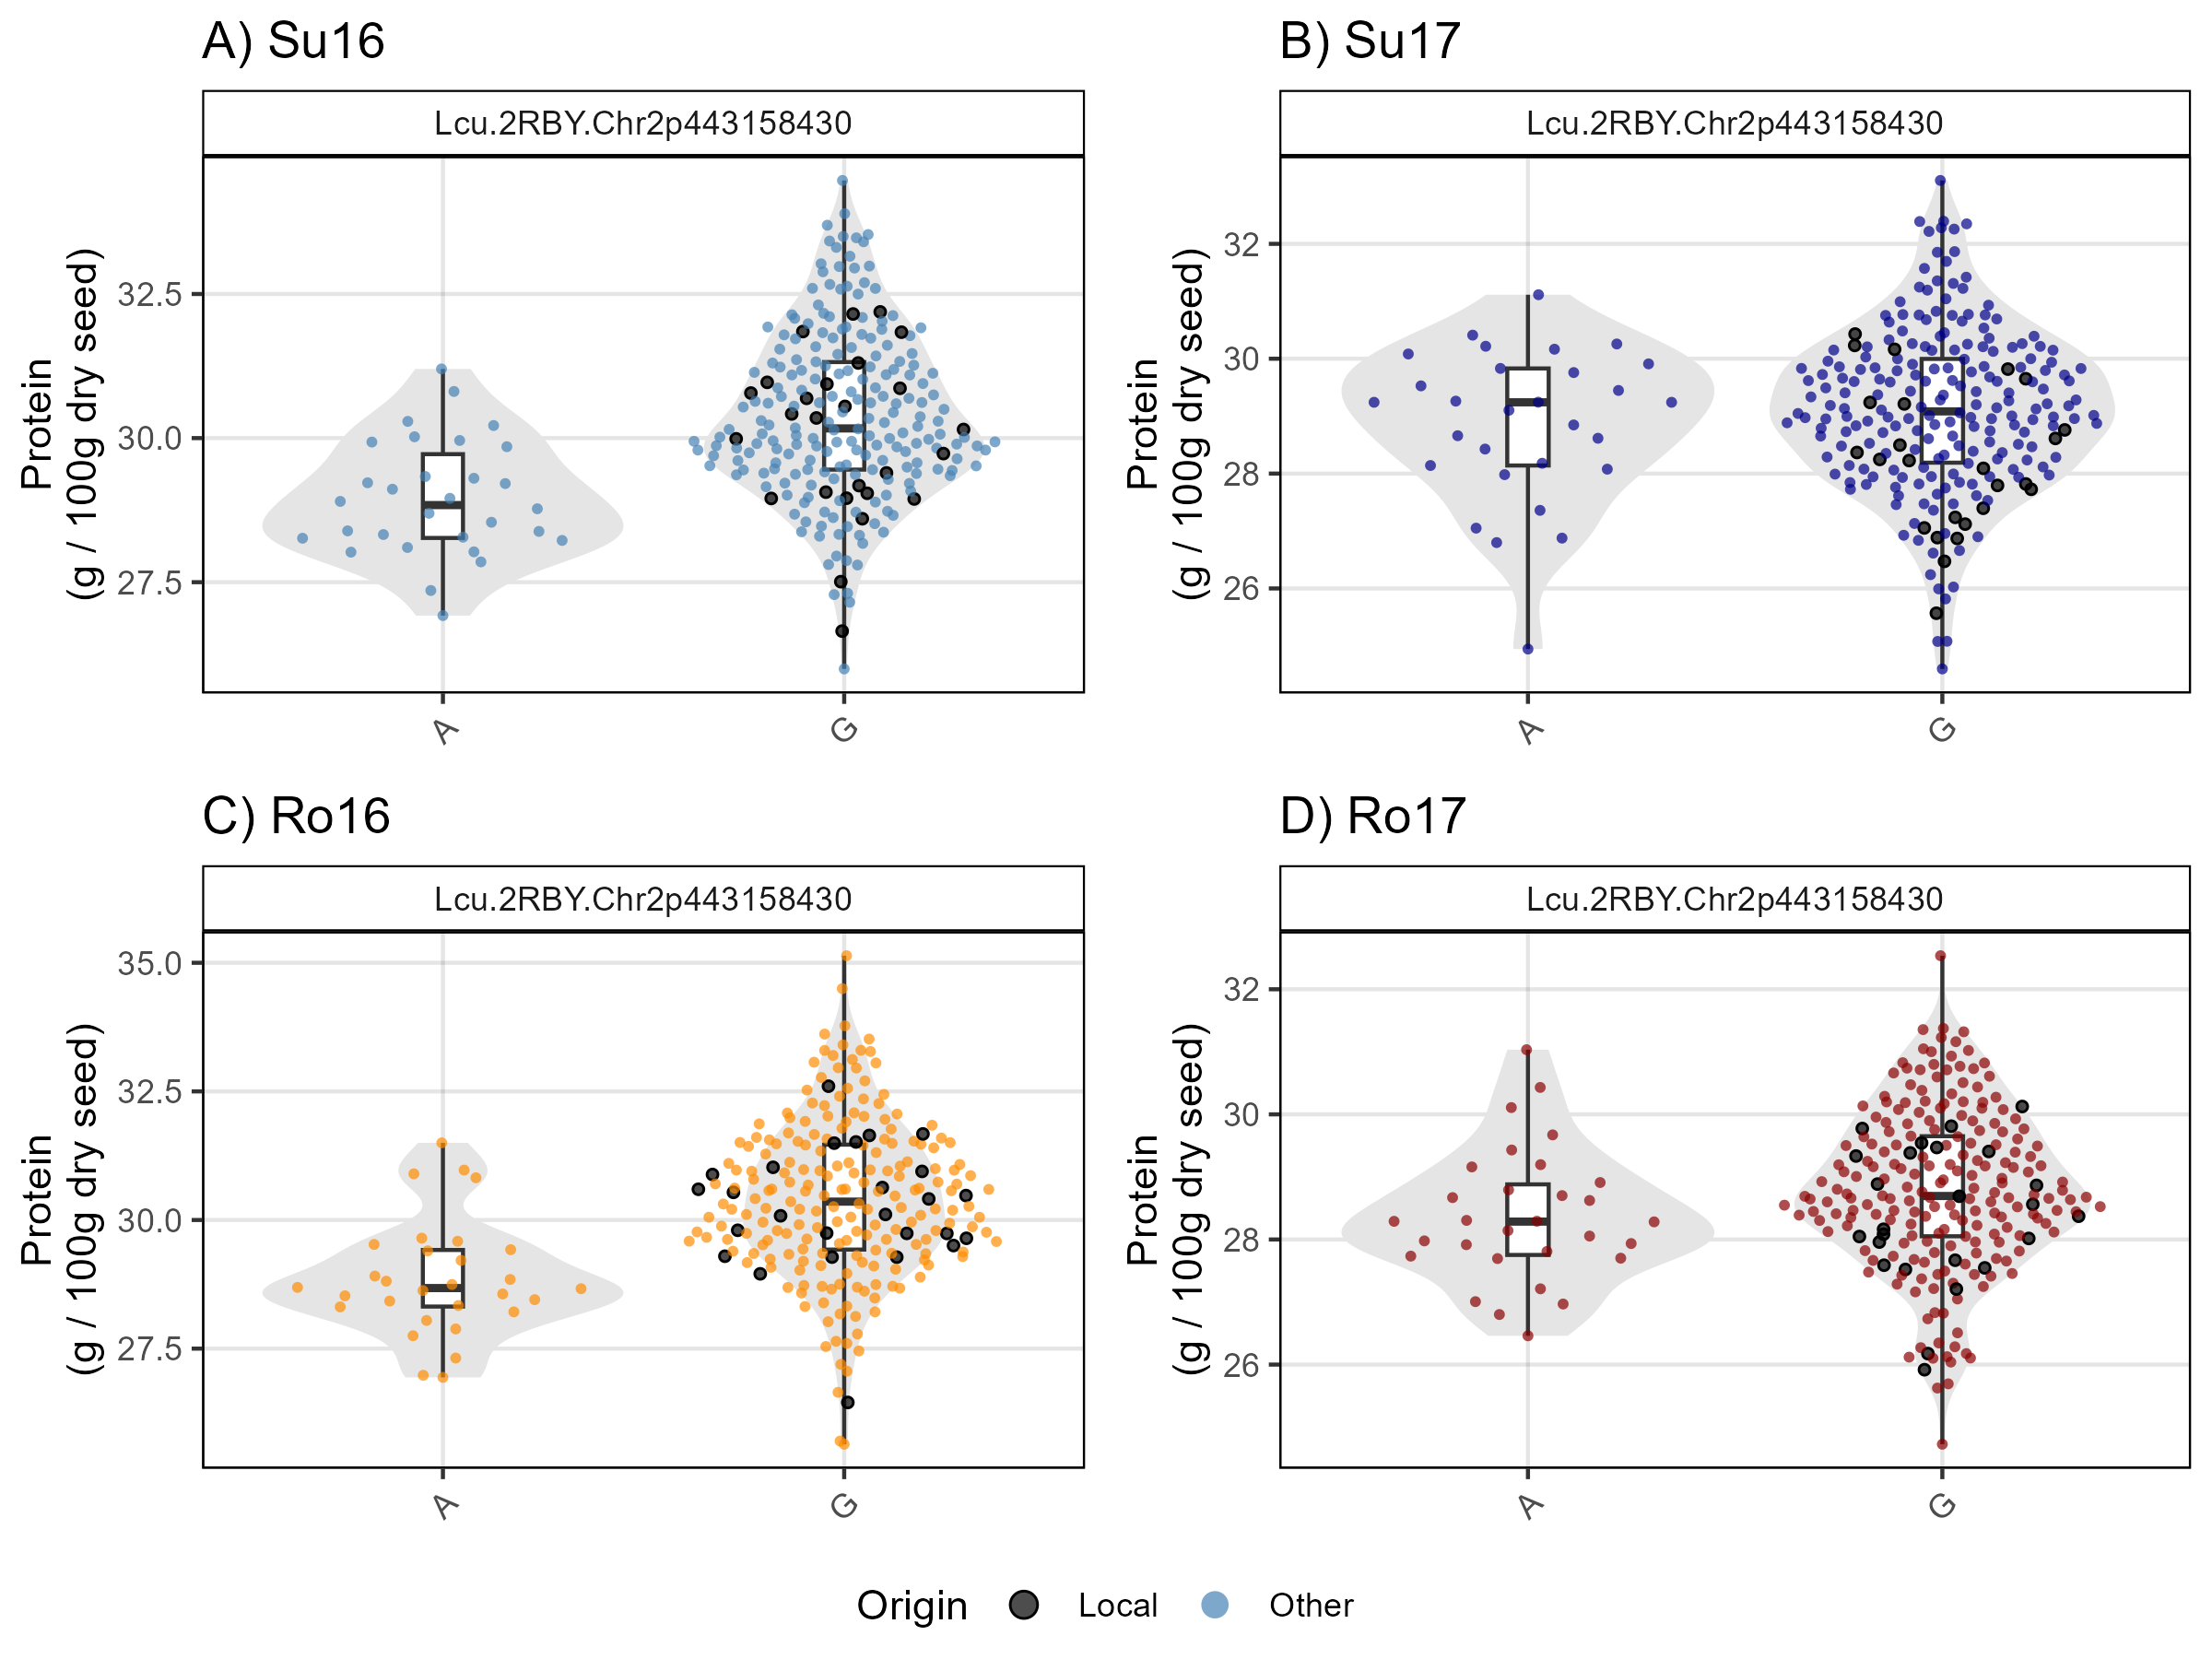 A) Su16
Lcu.2RBY.Chr2p443158430
Protein
(g / 100g dry seed)
32.5
30.0
27.5
A
G
B) Su17
Lcu.2RBY.Chr2p443158430
Protein
(g / 100g dry seed)
32
30
28
26
A
G
C) Ro16
Lcu.2RBY.Chr2p443158430
Protein
(g / 100g dry seed)
35.0
32.5
30.0
27.5
A
G
D) Ro17
Lcu.2RBY.Chr2p443158430
Protein
(g / 100g dry seed)
32
30
28
26
A
G
Origin Local Other